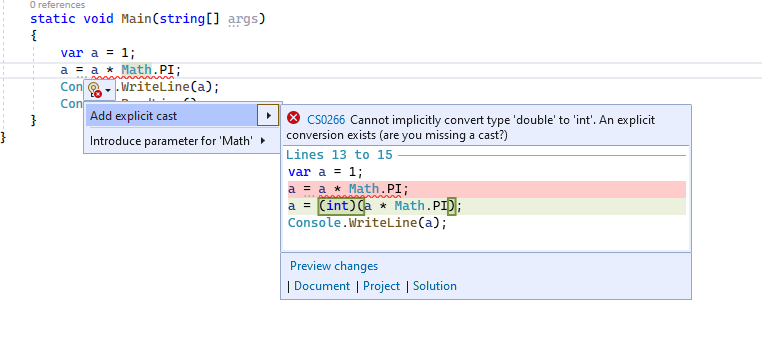 0 references
static void Main(string[] args)
{
var a = 1;
a = a * Math.PI;
Con .WriteLine(a);
Con
}
}
Add explicit cast
Introduce parameter for 'Math'
CS0266 Cannot implicitly convert type 'double' to 'int'. An explicit
conversion exists (are you missing a cast?)
Lines 13 to 15
var a = 1;
a = a * Math.PI;
a = (int)(a * Math.PI);
Console.WriteLine(a);
Preview changes
| Document | Project | Solution